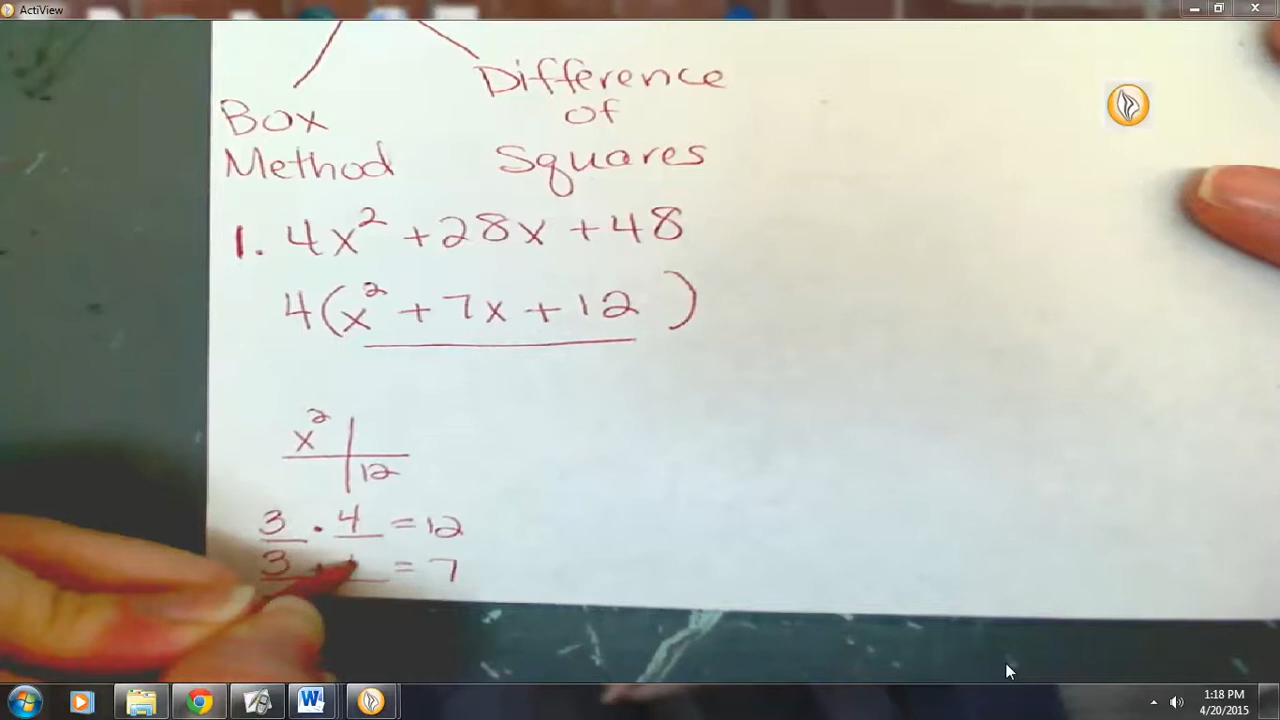 ActiView
Difference
of
Squares
Box
Method
1. 4x² + 28x + 48
4(x² + 7x + 12 )
x²
12
3 · 4 = 12
3 = 7
1:18 PM
4/20/2015